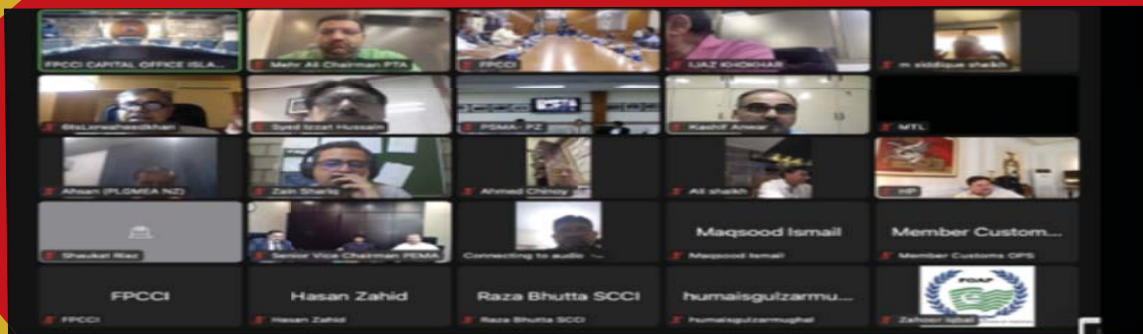 FPCCI CAPITAL OFFICE ISLA...
Mehr Ali Chairman PTA
FPCCI
IJAZ KHOKHAR
m siddique sheikh
Syed Izzat Hussain
PSMA- PZ
Kashif Anwar
MTL
Ahsan (PLGMEA NZ)
Zain Shariq
Ahmed Chinoy
Ali sheikh
HP
Shaukat Riaz
Senior Vice Chairman PEMA
Connecting to audio
Maqsood Ismail
Maqsood Ismail
Member Custom...
Member Customs OPS
FPCCI
FPCCI
Hasan Zahid
Hasan Zahid
Raza Bhutta SCCI
Raza Bhutta SCCI
humaisgulzarmu...
humaisgulzarmughal
Zahoor Iqbal